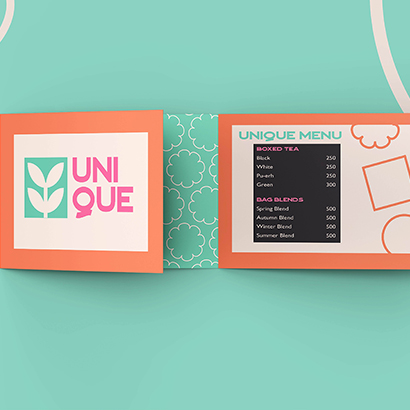 UNI
QUE
UNIQUE MENU
BOXED TEA
Black 250
White 250
Pu-erh 250
Green 300
BAG BLENDS
Spring Blend 500
Autumn Blend 500
Winter Blend 500
Summer Blend 500